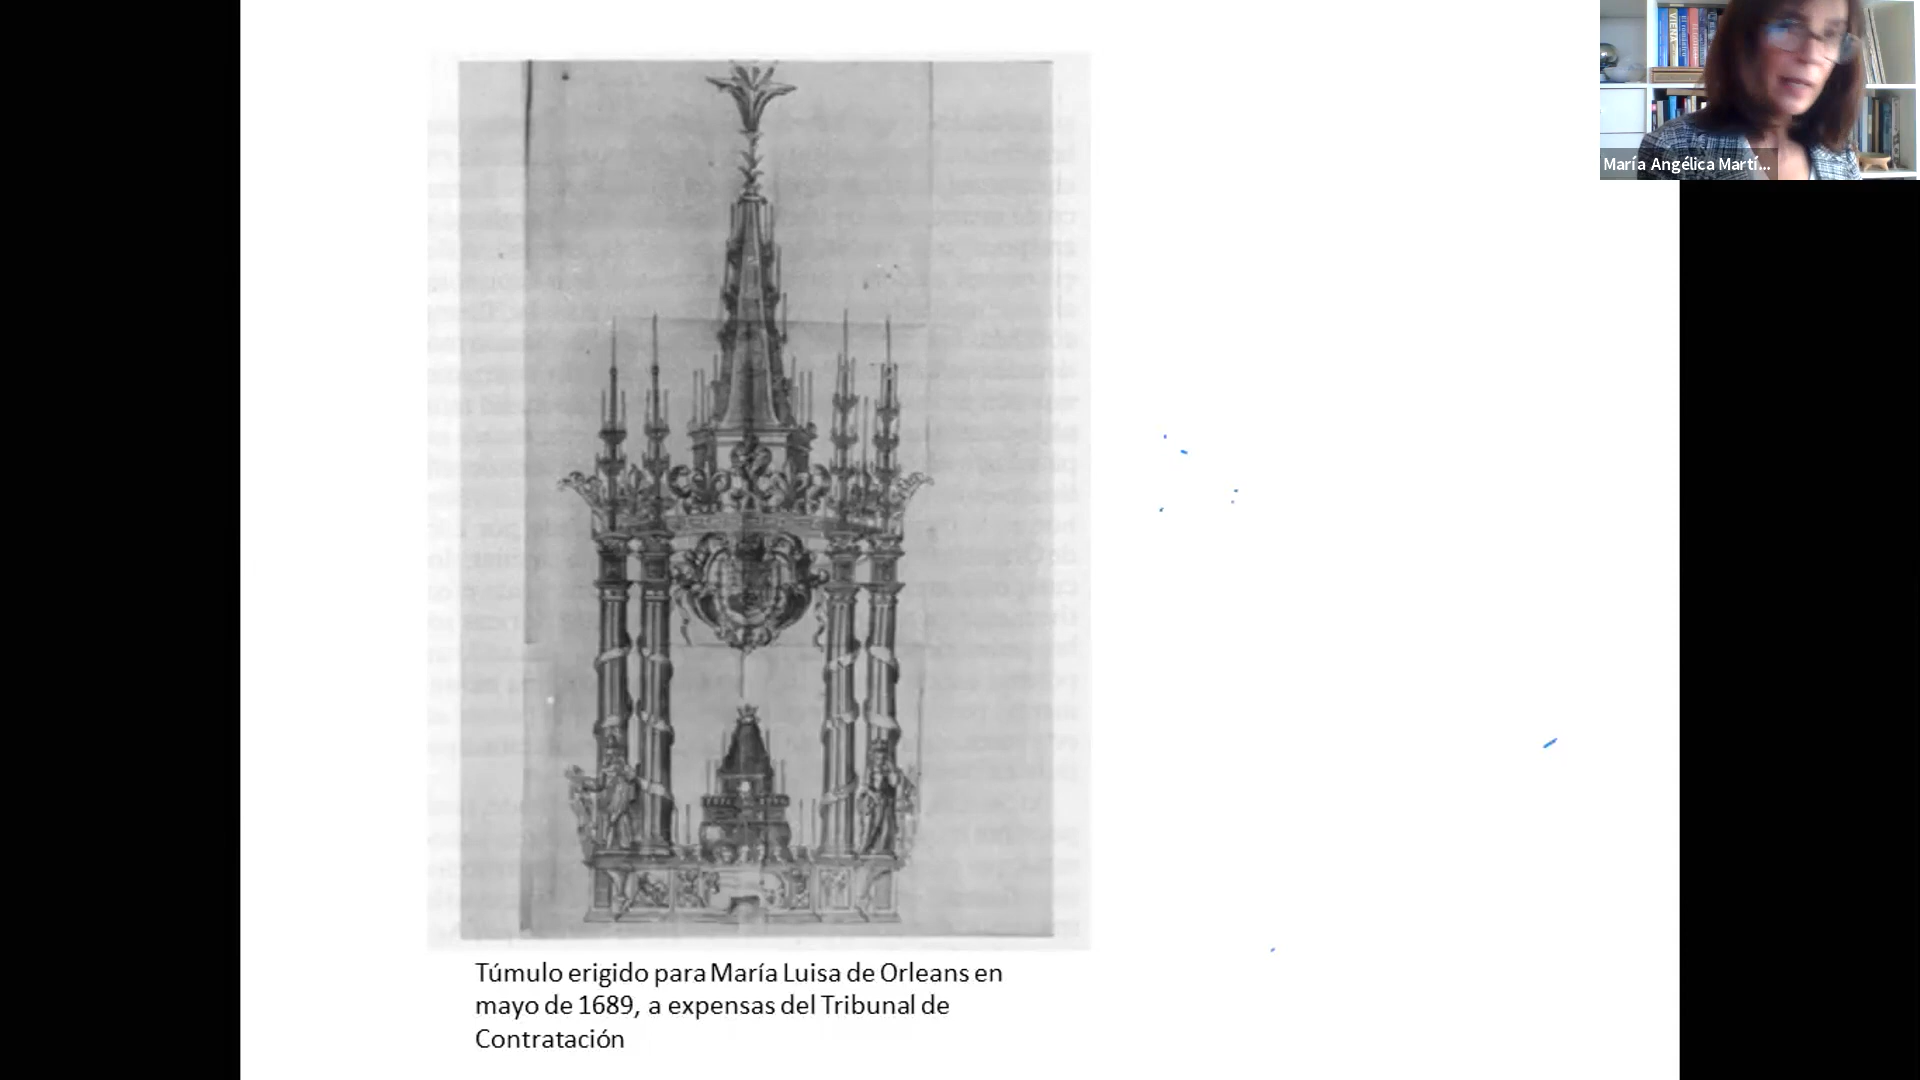 VIENA
María Angélica Martí...
Túmulo erigido para María Luisa de Orleans en
mayo de 1689, a expensas del Tribunal de
Contratación